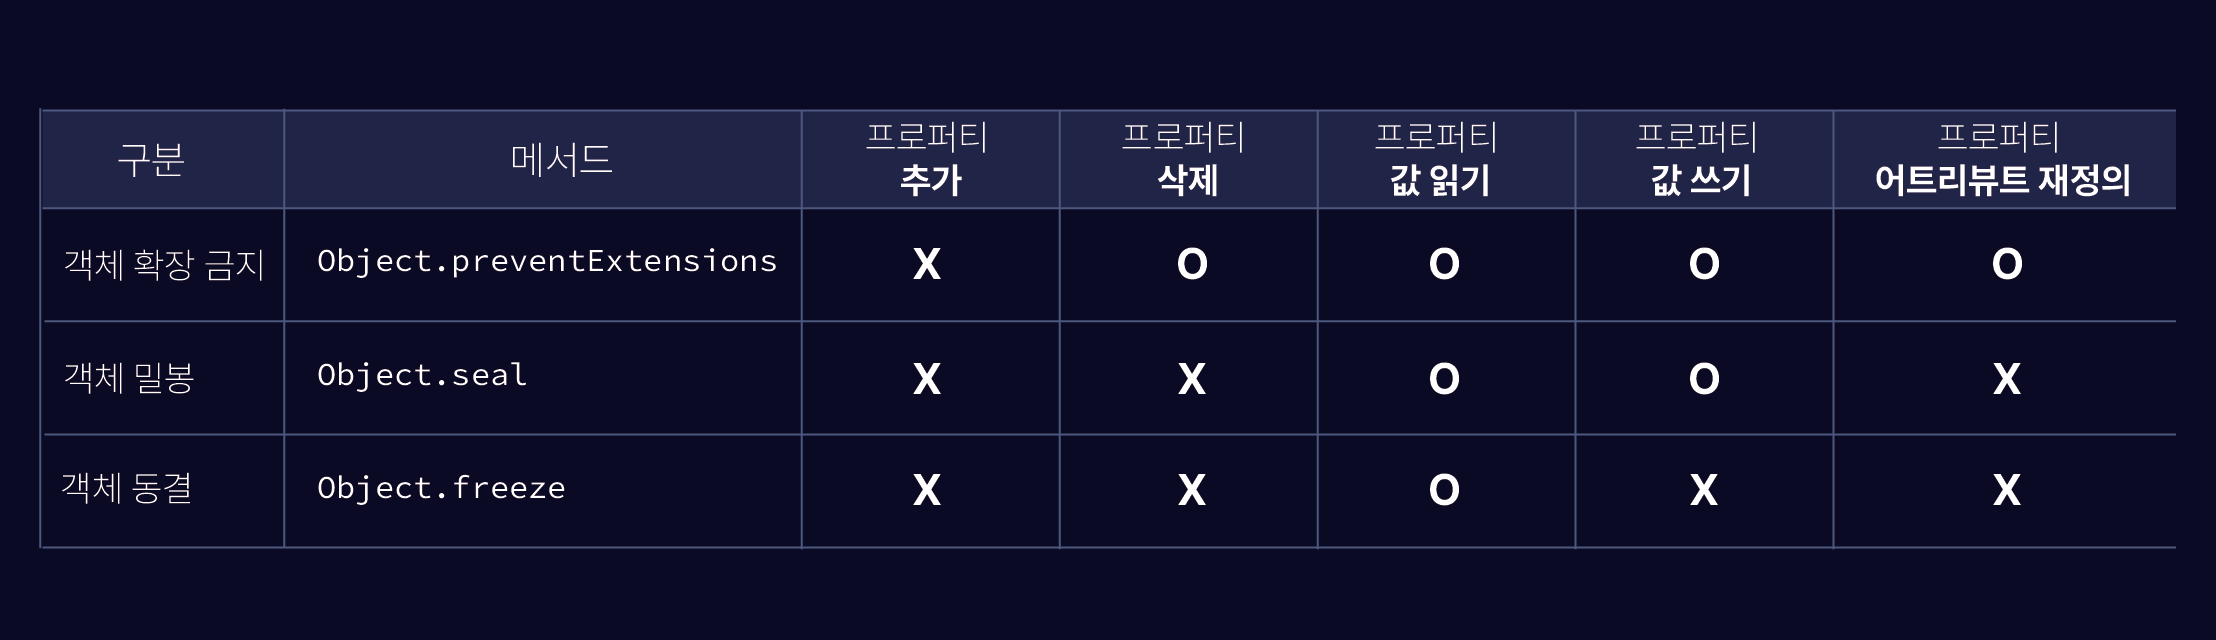 구분 메서드 프로퍼티 추가 프로퍼티 삭제 프로퍼티 값 읽기 프로퍼티 값 쓰기 프로퍼티 어트리뷰트 재정의
객체 확장 금지 Object.preventExtensions X O O O O
객체 밀봉 Object.seal X X O O X
객체 동결 Object.freeze X X O X X